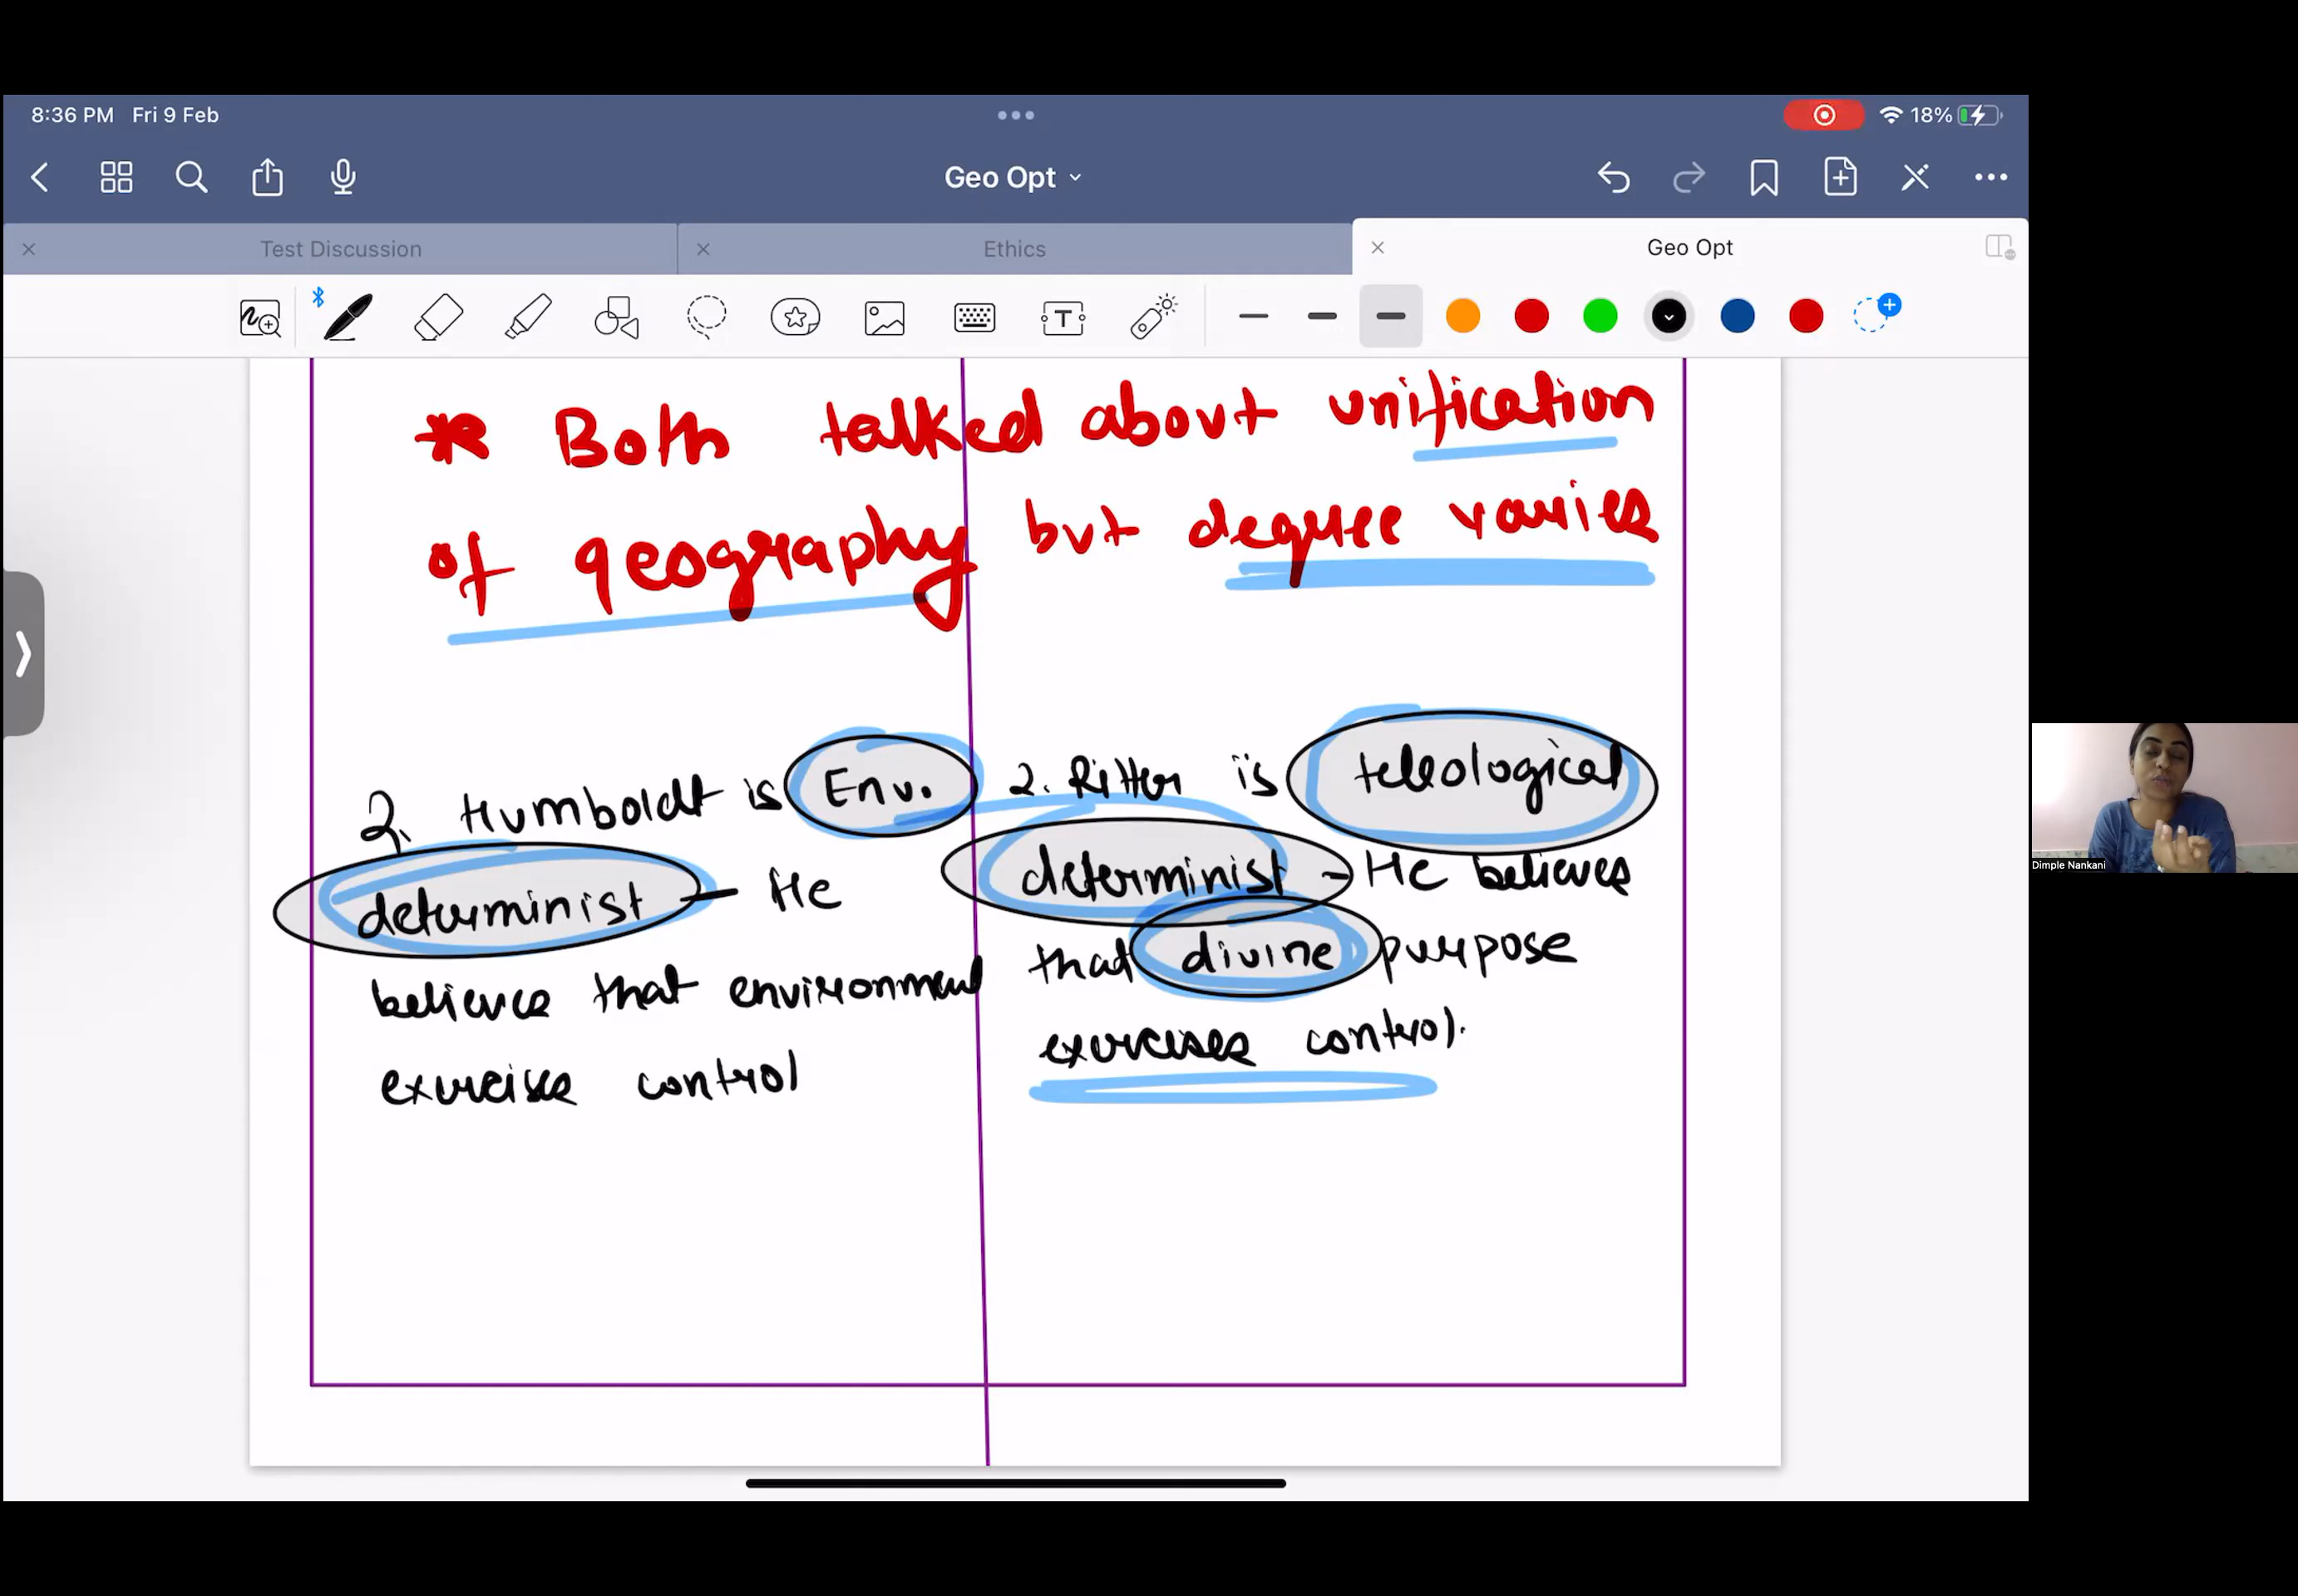 8:36 PM Fri 9 Feb
18%
Geo Opt
Test Discussion
Ethics
Geo Opt
* Both talked about unification
of geography but degree varies
2. Humboldt is Env.
determinist – He
believes that environment
exercises control
2. Ritter is teleological
determinist – He believes
that divine purpose
exercises control.
Dimple Nankani